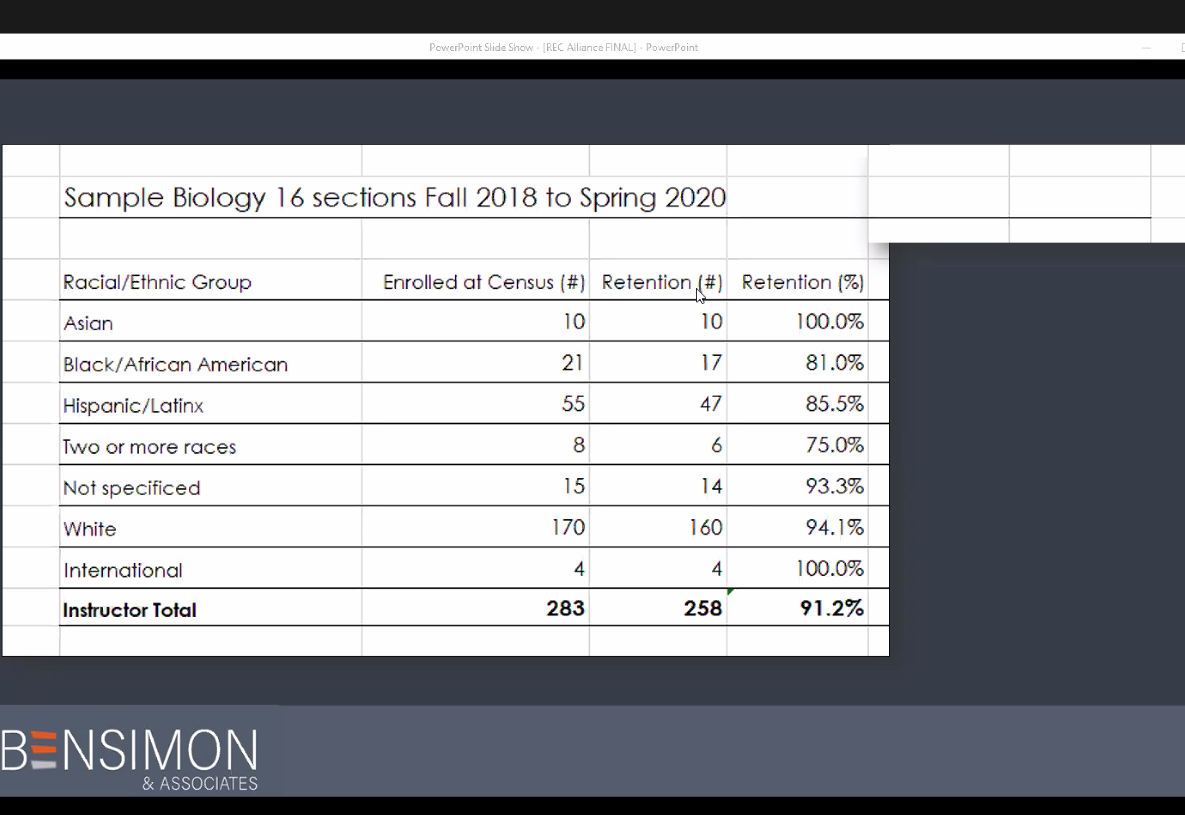 PowerPoint Slide Show - [REC Alliance FINAL] - PowerPoint
Sample Biology 16 sections Fall 2018 to Spring 2020
Racial/Ethnic Group Enrolled at Census (#) Retention (#) Retention (%)
Asian 10 10 100.0%
Black/African American 21 17 81.0%
Hispanic/Latinx 55 47 85.5%
Two or more races 8 6 75.0%
Not specificed 15 14 93.3%
White 170 160 94.1%
International 4 4 100.0%
Instructor Total 283 258 91.2%
BENSIMON
& ASSOCIATES